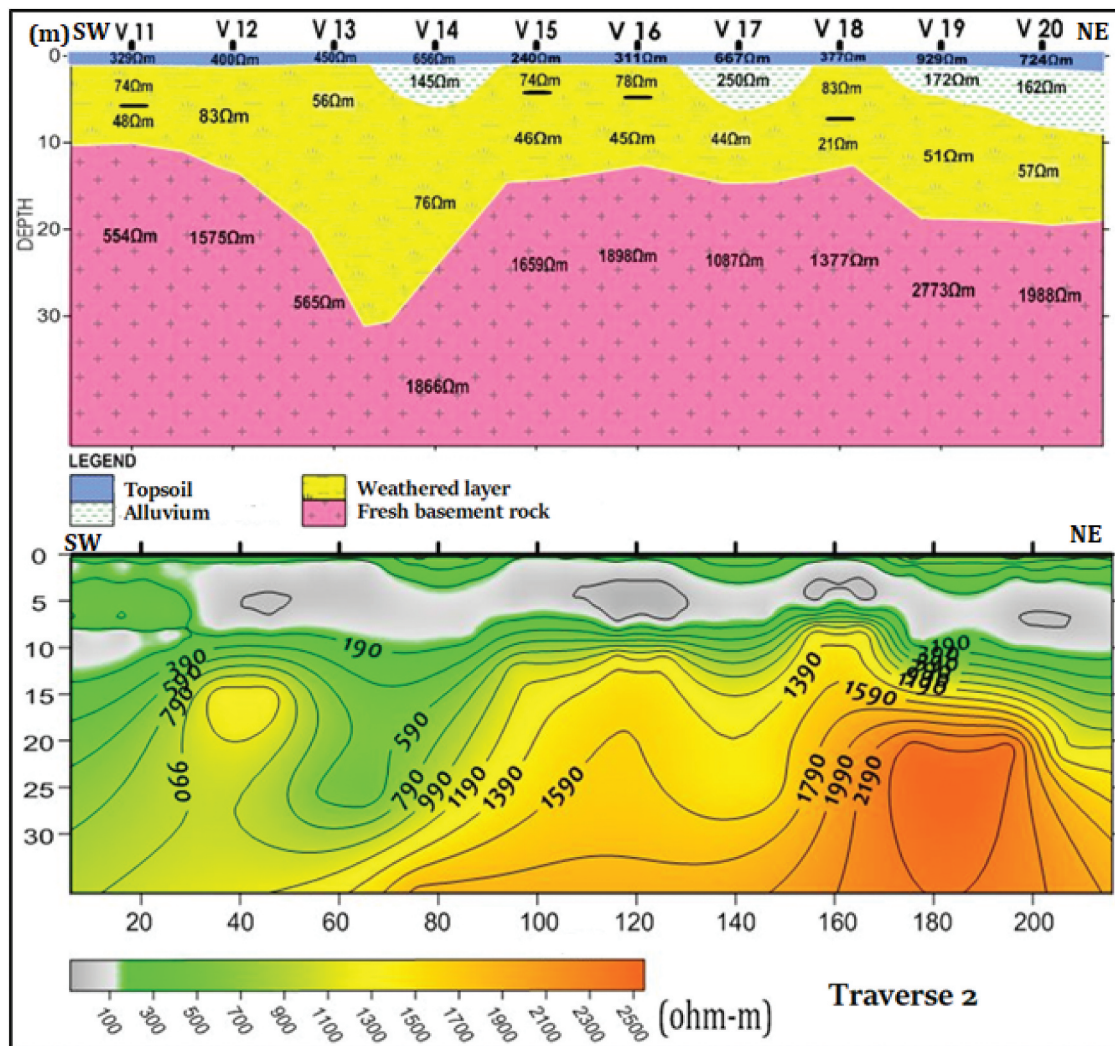 (m) SW V 11 V 12 V 13 V 14 V 15 V 16 V 17 V 18 V 19 V 20 NE
0 329Ωm 400Ωm 450Ωm 656Ωm 240Ωm 311Ωm 667Ωm 377Ωm 929Ωm 724Ωm
74Ωm 56Ωm 145Ωm 74Ωm 78Ωm 250Ωm 83Ωm 172Ωm 162Ωm
48Ωm 83Ωm 46Ωm 45Ωm 44Ωm 21Ωm 51Ωm 57Ωm
10
76Ωm
DEPTH
20
554Ωm 1575Ωm 565Ωm 1659Ωm 1898Ωm 1087Ωm 1377Ωm 2773Ωm 1988Ωm
30
1866Ωm
LEGEND
Topsoil Weathered layer
Alluvium Fresh basement rock
SW NE
0
5
10
15
20
25
30
190 190
390 390
590 590
790
990 1190
590 1390 1590
790 990 1190 1390 1590 1790 1990 2190
20 40 60 80 100 120 140 160 180 200
100 300 500 700 900 1100 1300 1500 1700 1900 2100 2300 2500
(ohm-m)
Traverse 2